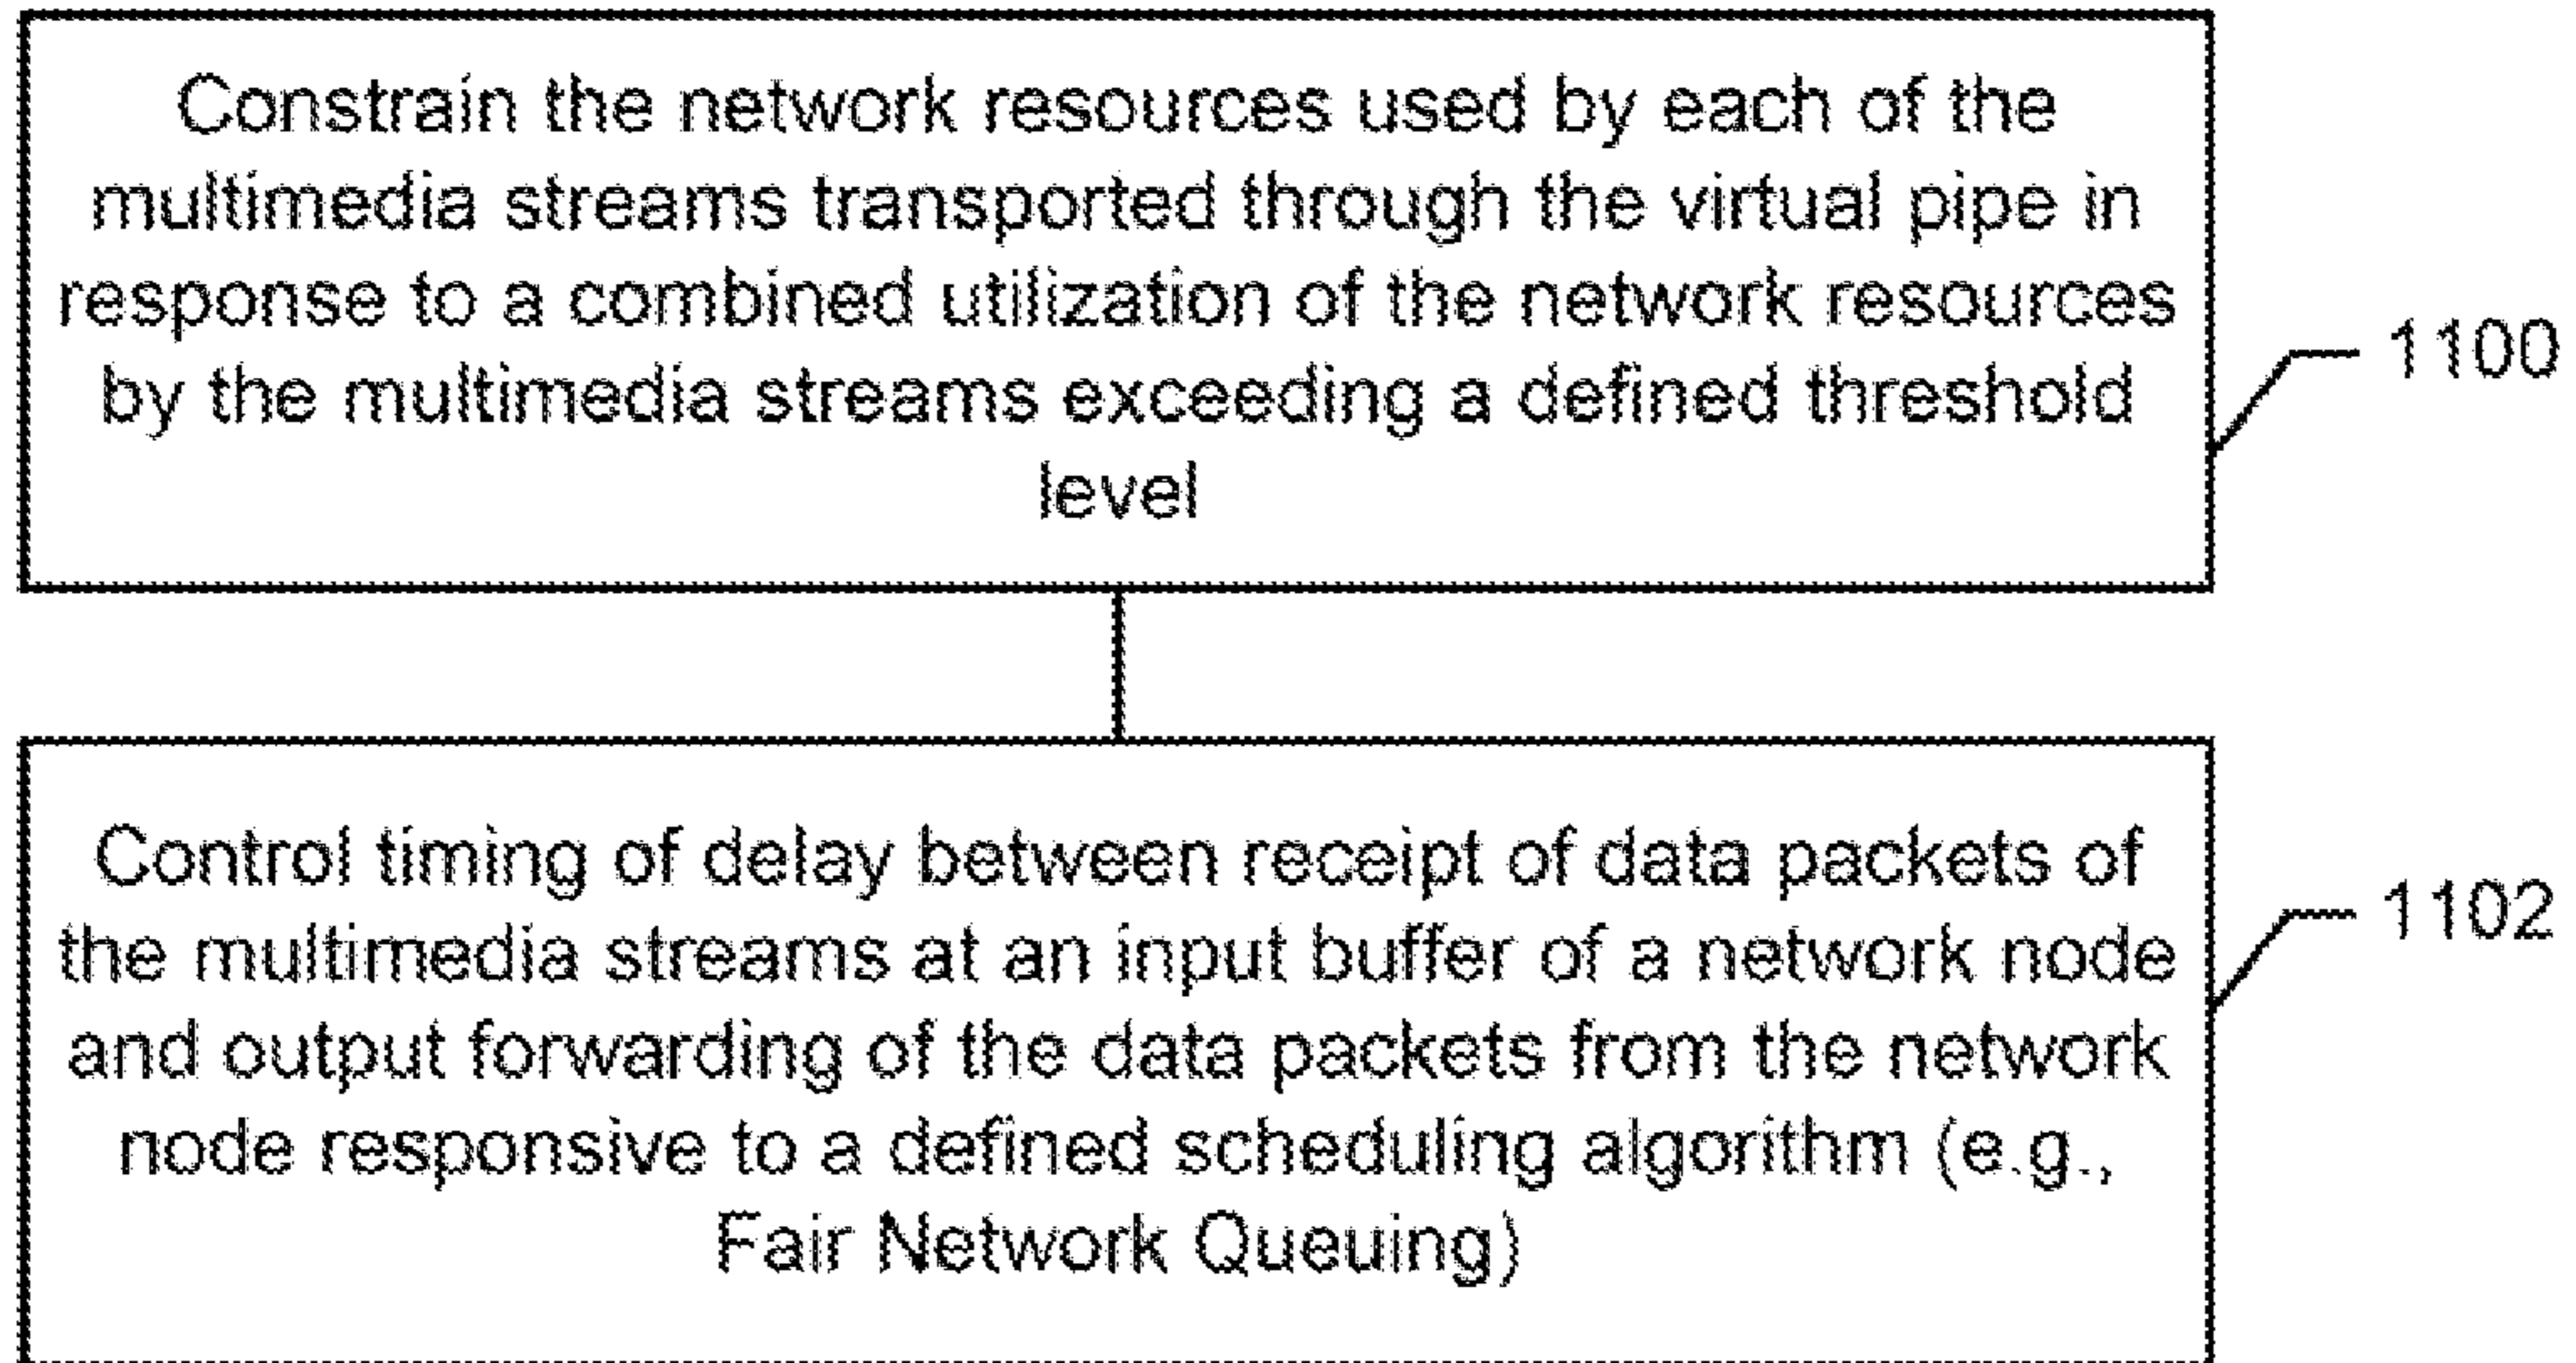 Constrain the network resources used by each of the
multimedia streams transported through the virtual pipe in
response to a combined utilization of the network resources
by the multimedia streams exceeding a defined threshold
level
1100
Control timing of delay between receipt of data packets of
the multimedia streams at an input buffer of a network node
and output forwarding of the data packets from the network
node responsive to a defined scheduling algorithm (e.g.,
Fair Network Queuing)
1102